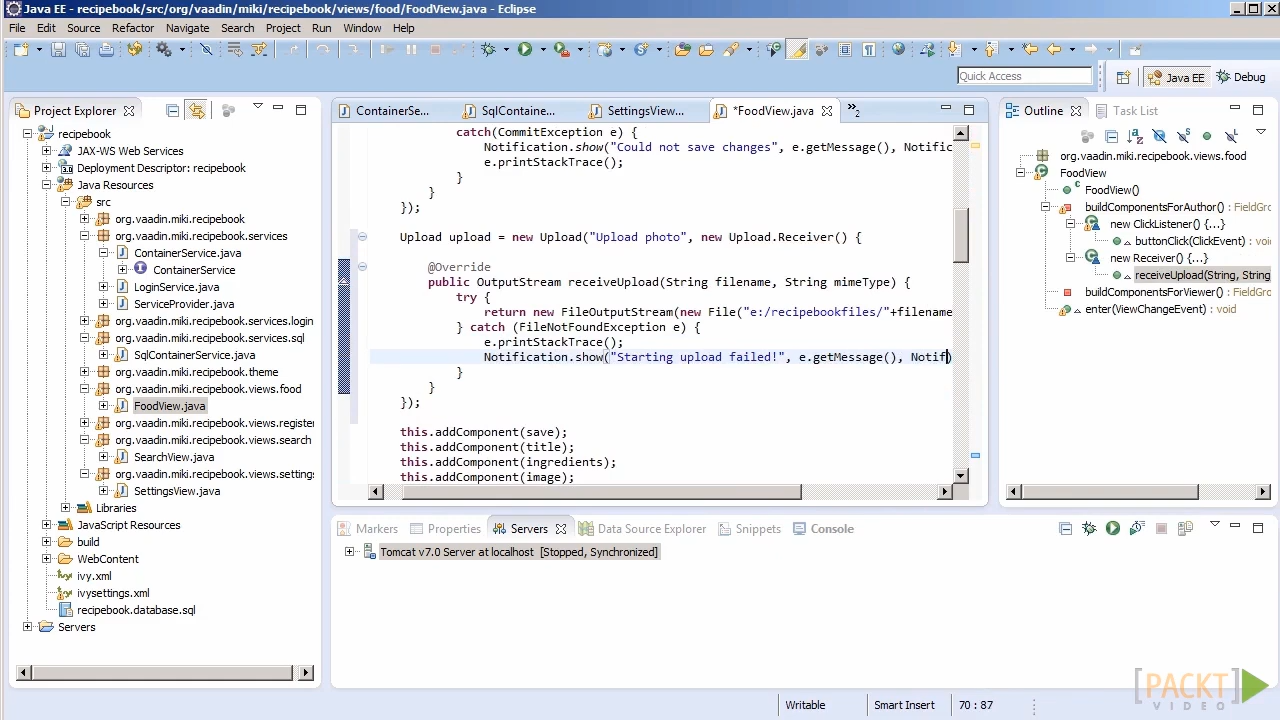 Java EE - recipebook/src/org/vaadin/miki/recipebook/views/food/FoodView.java - Eclipse
File Edit Source Refactor Navigate Search Project Run Window Help
Quick Access
Java EE
Debug
Project Explorer
recipebook
JAX-WS Web Services
Deployment Descriptor: recipebook
Java Resources
src
org.vaadin.miki.recipebook
org.vaadin.miki.recipebook.services
ContainerService.java
ContainerService
LoginService.java
ServiceProvider.java
org.vaadin.miki.recipebook.services.login
org.vaadin.miki.recipebook.services.sql
SqlContainerService.java
org.vaadin.miki.recipebook.theme
org.vaadin.miki.recipebook.views.food
FoodView.java
org.vaadin.miki.recipebook.views.register
org.vaadin.miki.recipebook.views.search
SearchView.java
org.vaadin.miki.recipebook.views.settings
SettingsView.java
Libraries
JavaScript Resources
build
WebContent
ivy.xml
ivysettings.xml
recipebook.database.sql
Servers
ContainerSe...
SqlContaine...
SettingsView...
*FoodView.java
»2
catch(CommitException e) {
Notification.show("Could not save changes", e.getMessage(), Notific
e.printStackTrace();
}
}
});
Upload upload = new Upload("Upload photo", new Upload.Receiver() {
@Override
public OutputStream receiveUpload(String filename, String mimeType) {
try {
return new FileOutputStream(new File("e:/recipebookfiles/"+filename
} catch (FileNotFoundException e) {
e.printStackTrace();
Notification.show("Starting upload failed!", e.getMessage(), Notif)
}
}
});
this.addComponent(save);
this.addComponent(title);
this.addComponent(ingredients);
this.addComponent(image);
Outline
Task List
org.vaadin.miki.recipebook.views.food
FoodView
FoodView()
buildComponentsForAuthor() : FieldGro
new ClickListener() {...}
buttonClick(ClickEvent) : voi
new Receiver() {...}
receiveUpload(String, String
buildComponentsForViewer() : FieldGro
enter(ViewChangeEvent) : void
Markers
Properties
Servers
Data Source Explorer
Snippets
Console
Tomcat v7.0 Server at localhost [Stopped, Synchronized]
Writable
Smart Insert
70 : 87
[PACKT]
VIDEO